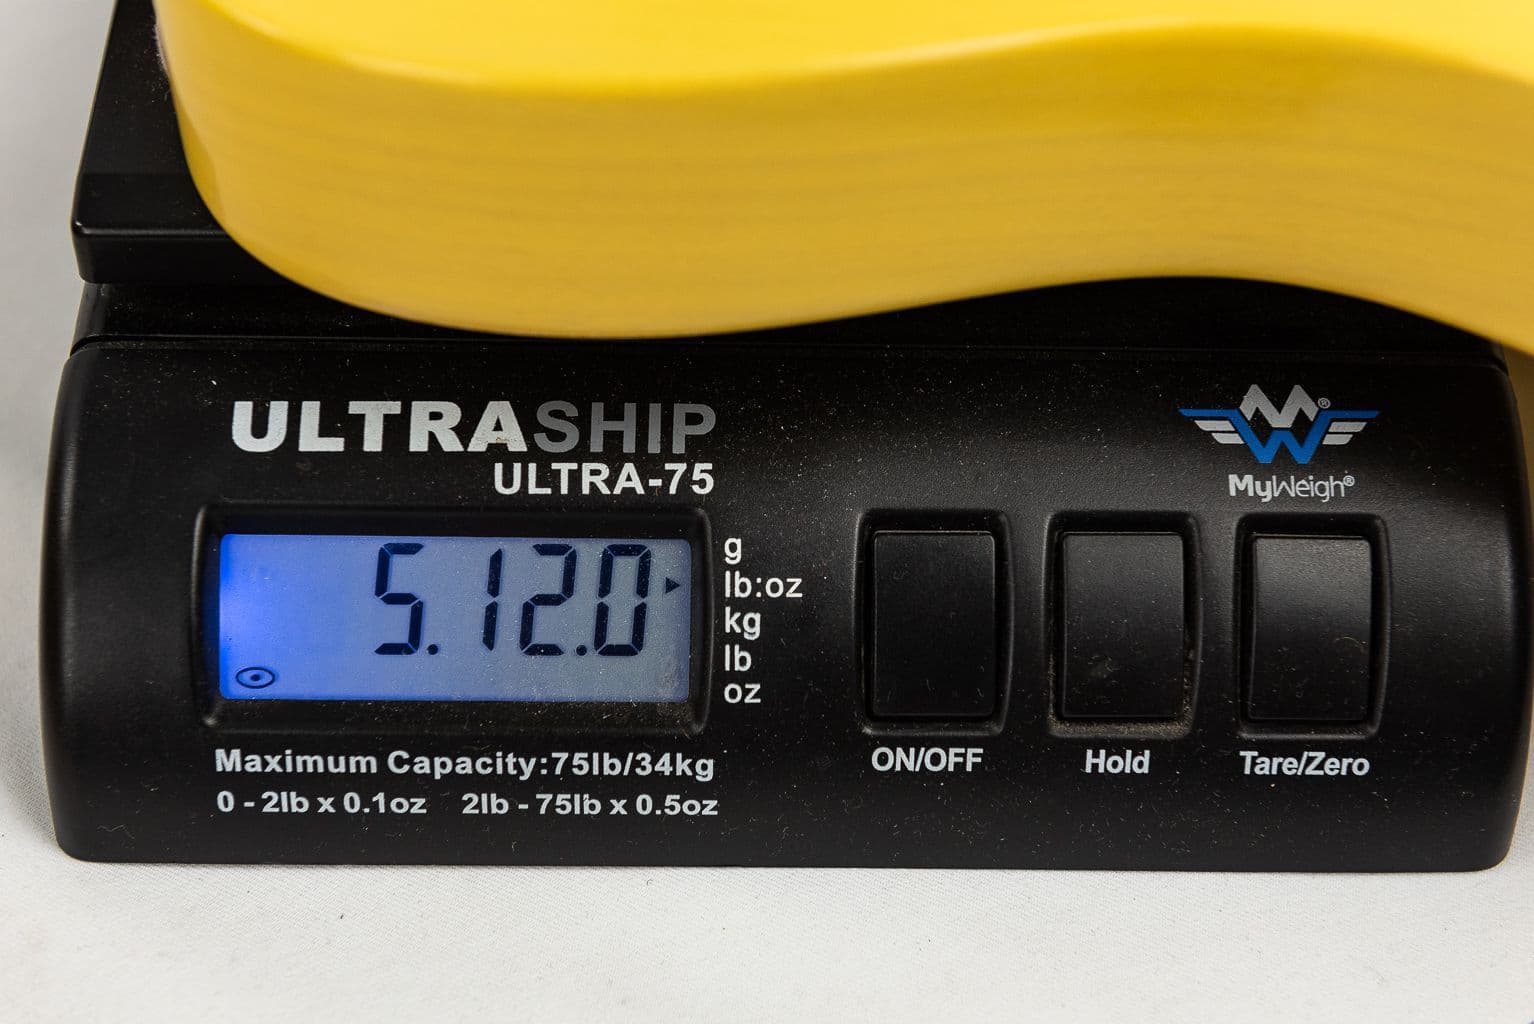 ULTRASHIP
ULTRA-75
MW®
MyWeigh®
5.12.0
g
lb:oz
kg
lb
oz
Maximum Capacity:75lb/34kg
0 - 2lb x 0.1oz 2lb - 75lb x 0.5oz
ON/OFF
Hold
Tare/Zero